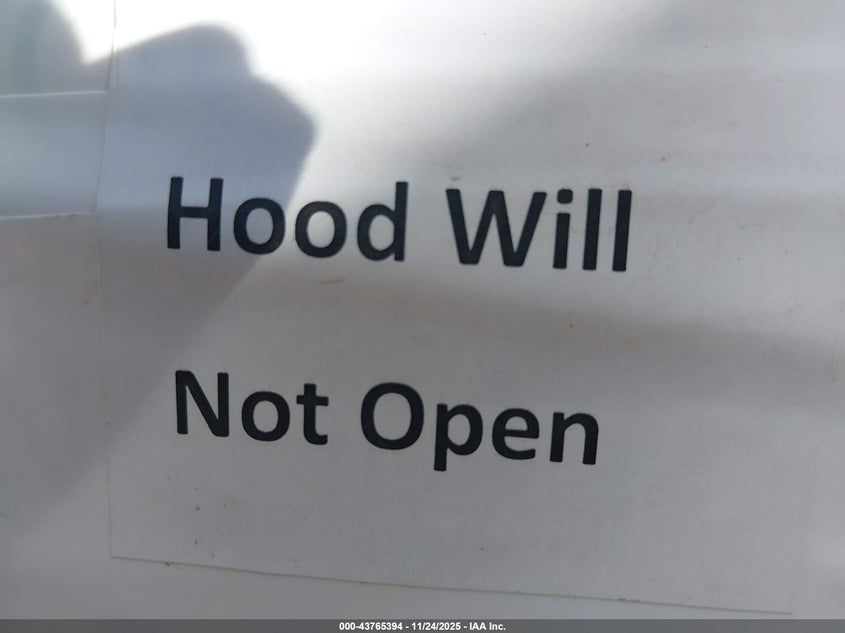 Hood Will
Not Open
000-43765394 - 11/24/2025 - IAA Inc.